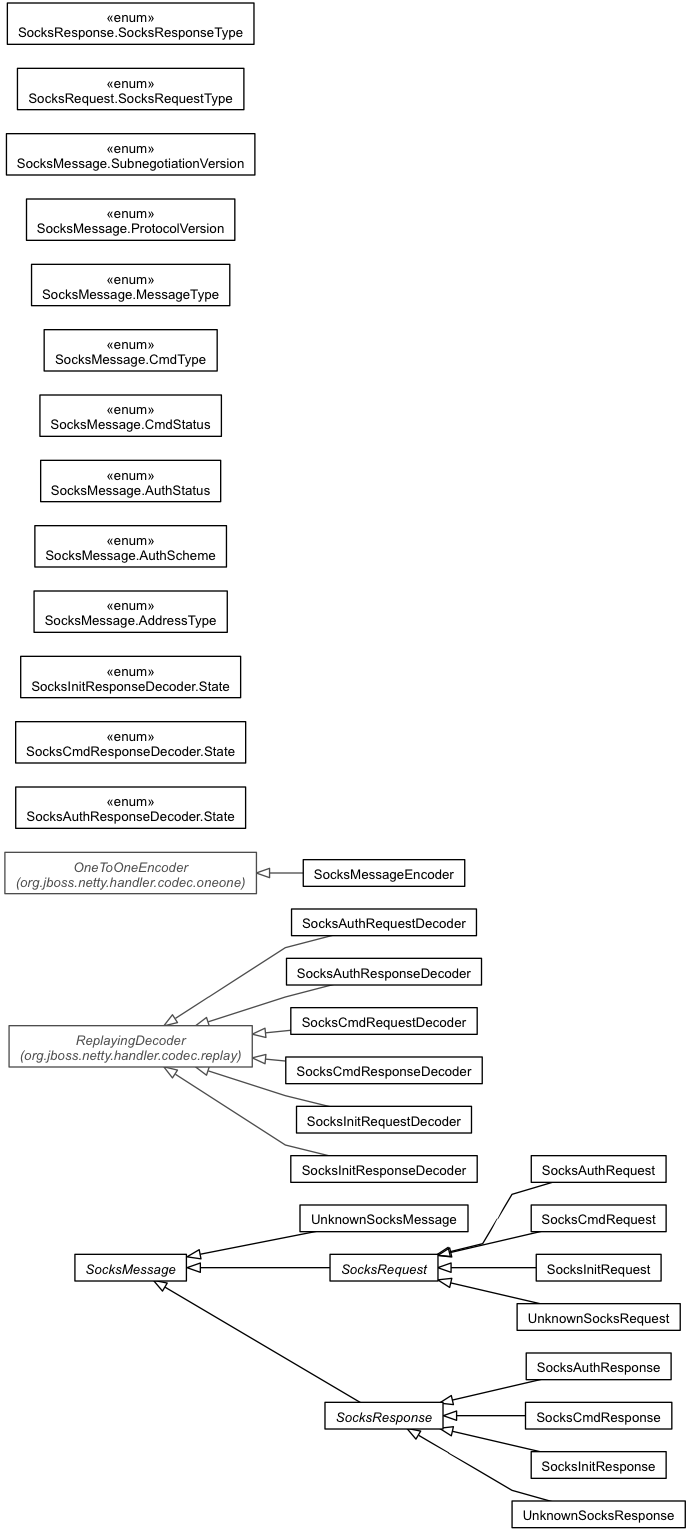 «enum»
SocksResponse.SocksResponseType
«enum»
SocksRequest.SocksRequestType
«enum»
SocksMessage.SubnegotiationVersion
«enum»
SocksMessage.ProtocolVersion
«enum»
SocksMessage.MessageType
«enum»
SocksMessage.CmdType
«enum»
SocksMessage.CmdStatus
«enum»
SocksMessage.AuthStatus
«enum»
SocksMessage.AuthScheme
«enum»
SocksMessage.AddressType
«enum»
SocksInitResponseDecoder.State
«enum»
SocksCmdResponseDecoder.State
«enum»
SocksAuthResponseDecoder.State
OneToOneEncoder
(org.jboss.netty.handler.codec.oneone)
SocksMessageEncoder
SocksAuthRequestDecoder
SocksAuthResponseDecoder
SocksCmdRequestDecoder
ReplayingDecoder
(org.jboss.netty.handler.codec.replay)
SocksCmdResponseDecoder
SocksInitRequestDecoder
SocksInitResponseDecoder
SocksAuthRequest
UnknownSocksMessage
SocksCmdRequest
SocksMessage
SocksRequest
SocksInitRequest
UnknownSocksRequest
SocksAuthResponse
SocksResponse
SocksCmdResponse
SocksInitResponse
UnknownSocksResponse